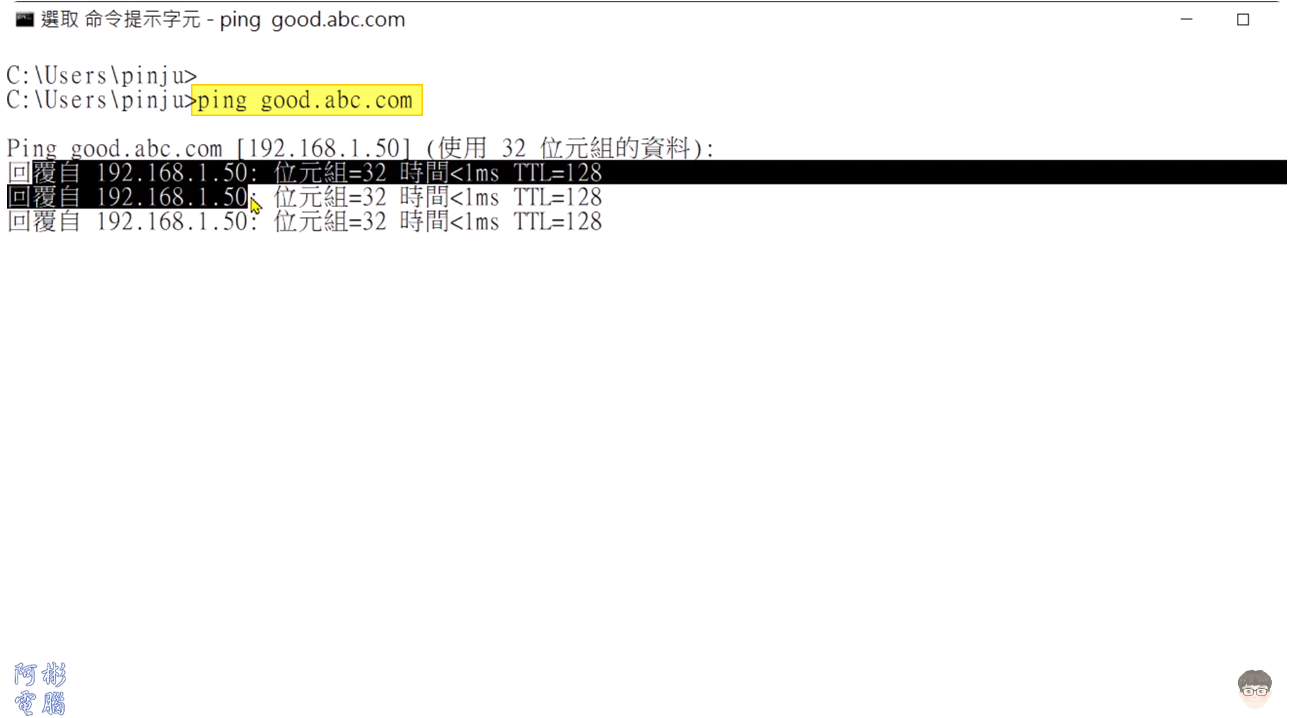 選取 命令提示字元 - ping  good.abc.com
C:\Users\pinju>
C:\Users\pinju>ping good.abc.com
Ping good.abc.com [192.168.1.50] (使用 32 位元組的資料):
回覆自 192.168.1.50: 位元組=32 時間<1ms TTL=128
回覆自 192.168.1.50: 位元組=32 時間<1ms TTL=128
回覆自 192.168.1.50: 位元組=32 時間<1ms TTL=128
阿彬
電腦